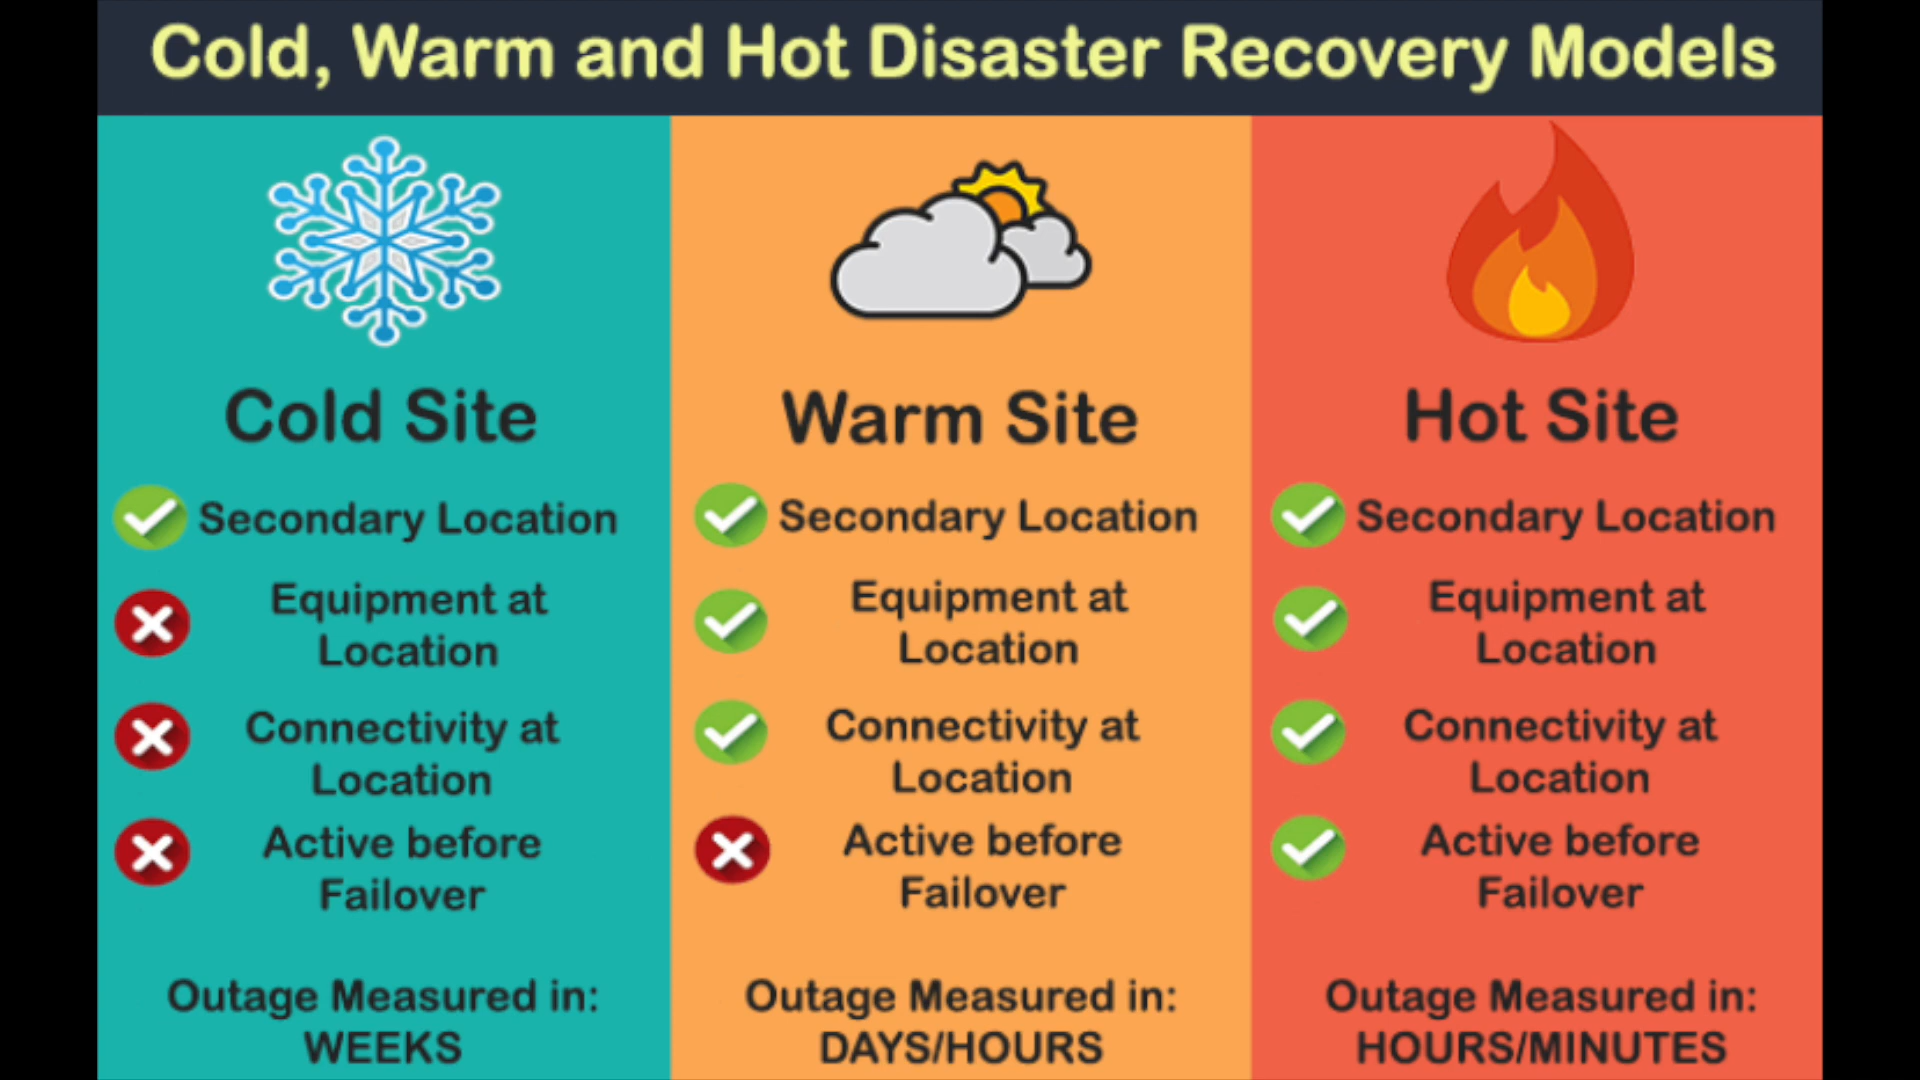 Cold, Warm and Hot Disaster Recovery Models
Cold Site
Secondary Location
Equipment at
Location
Connectivity at
Location
Active before
Failover
Outage Measured in:
WEEKS
Warm Site
Secondary Location
Equipment at
Location
Connectivity at
Location
Active before
Failover
Outage Measured in:
DAYS/HOURS
Hot Site
Secondary Location
Equipment at
Location
Connectivity at
Location
Active before
Failover
Outage Measured in:
HOURS/MINUTES